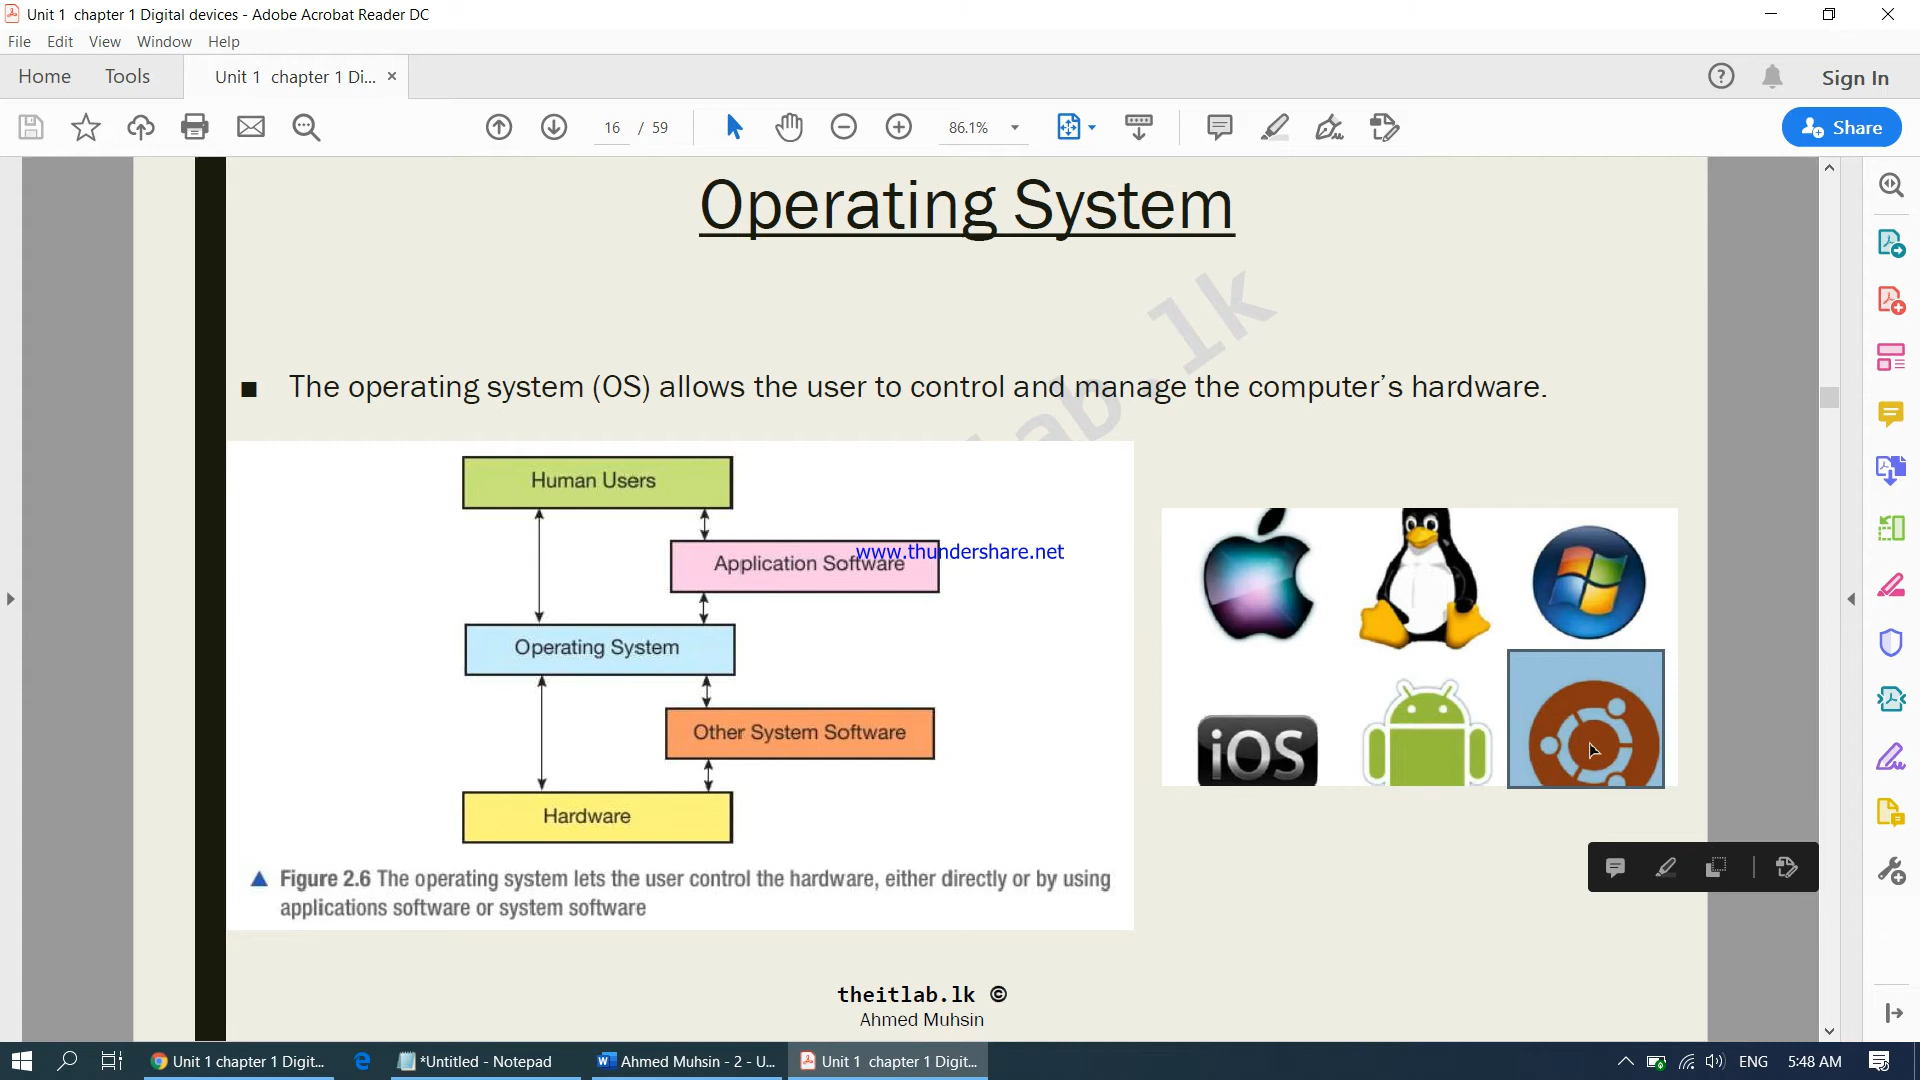 Unit 1  chapter 1 Digital devices - Adobe Acrobat Reader DC
File Edit View Window Help
Home Tools Unit 1  chapter 1 Di... × Sign In
16 / 59 86.1% Share
Operating System
lab.lk
■ The operating system (OS) allows the user to control and manage the computer's hardware.
Human Users
www.thundershare.net
Application Software
Operating System
Other System Software
iOS
Hardware
▲ Figure 2.6 The operating system lets the user control the hardware, either directly or by using
applications software or system software
theitlab.lk ©
Ahmed Muhsin
Unit 1 chapter 1 Digit... *Untitled - Notepad Ahmed Muhsin - 2 - U... Unit 1  chapter 1 Digit... ENG 5:48 AM